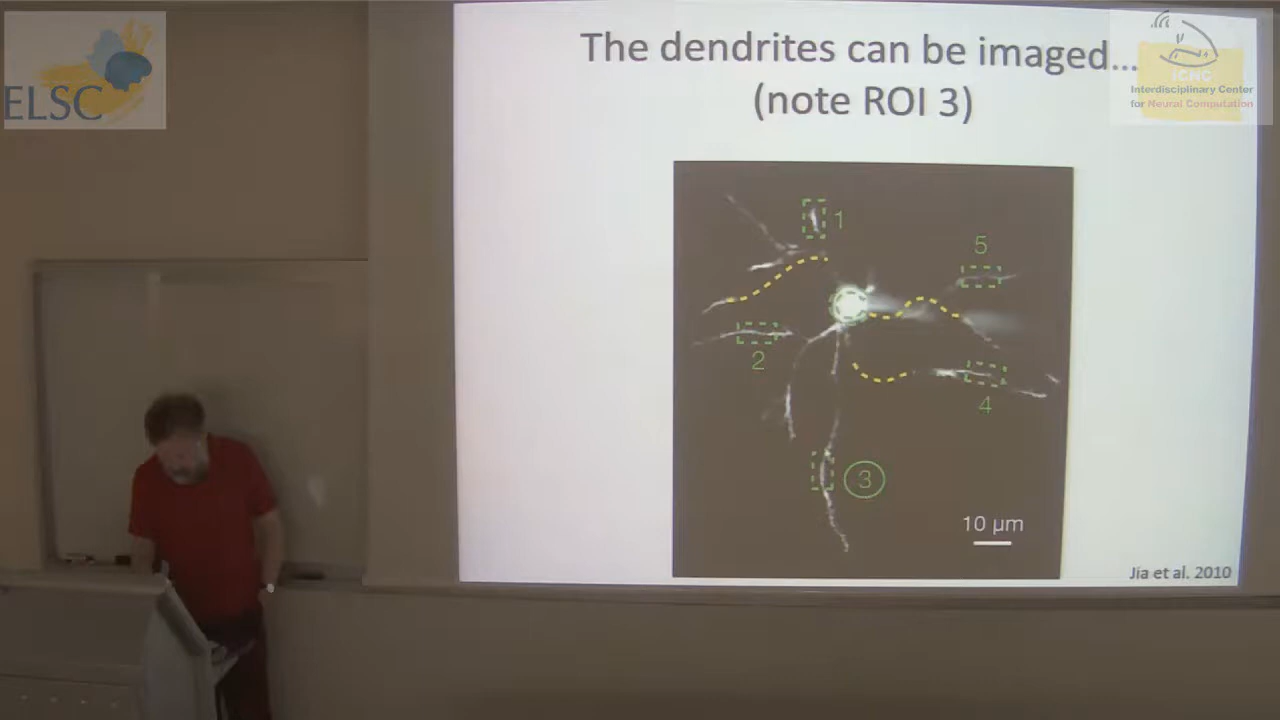 ELSC
The dendrites can be imaged...
(note ROI 3)
ICNC
Interdisciplinary Center
for Neural Computation
1
5
2
4
3
10 µm
Jia et al. 2010